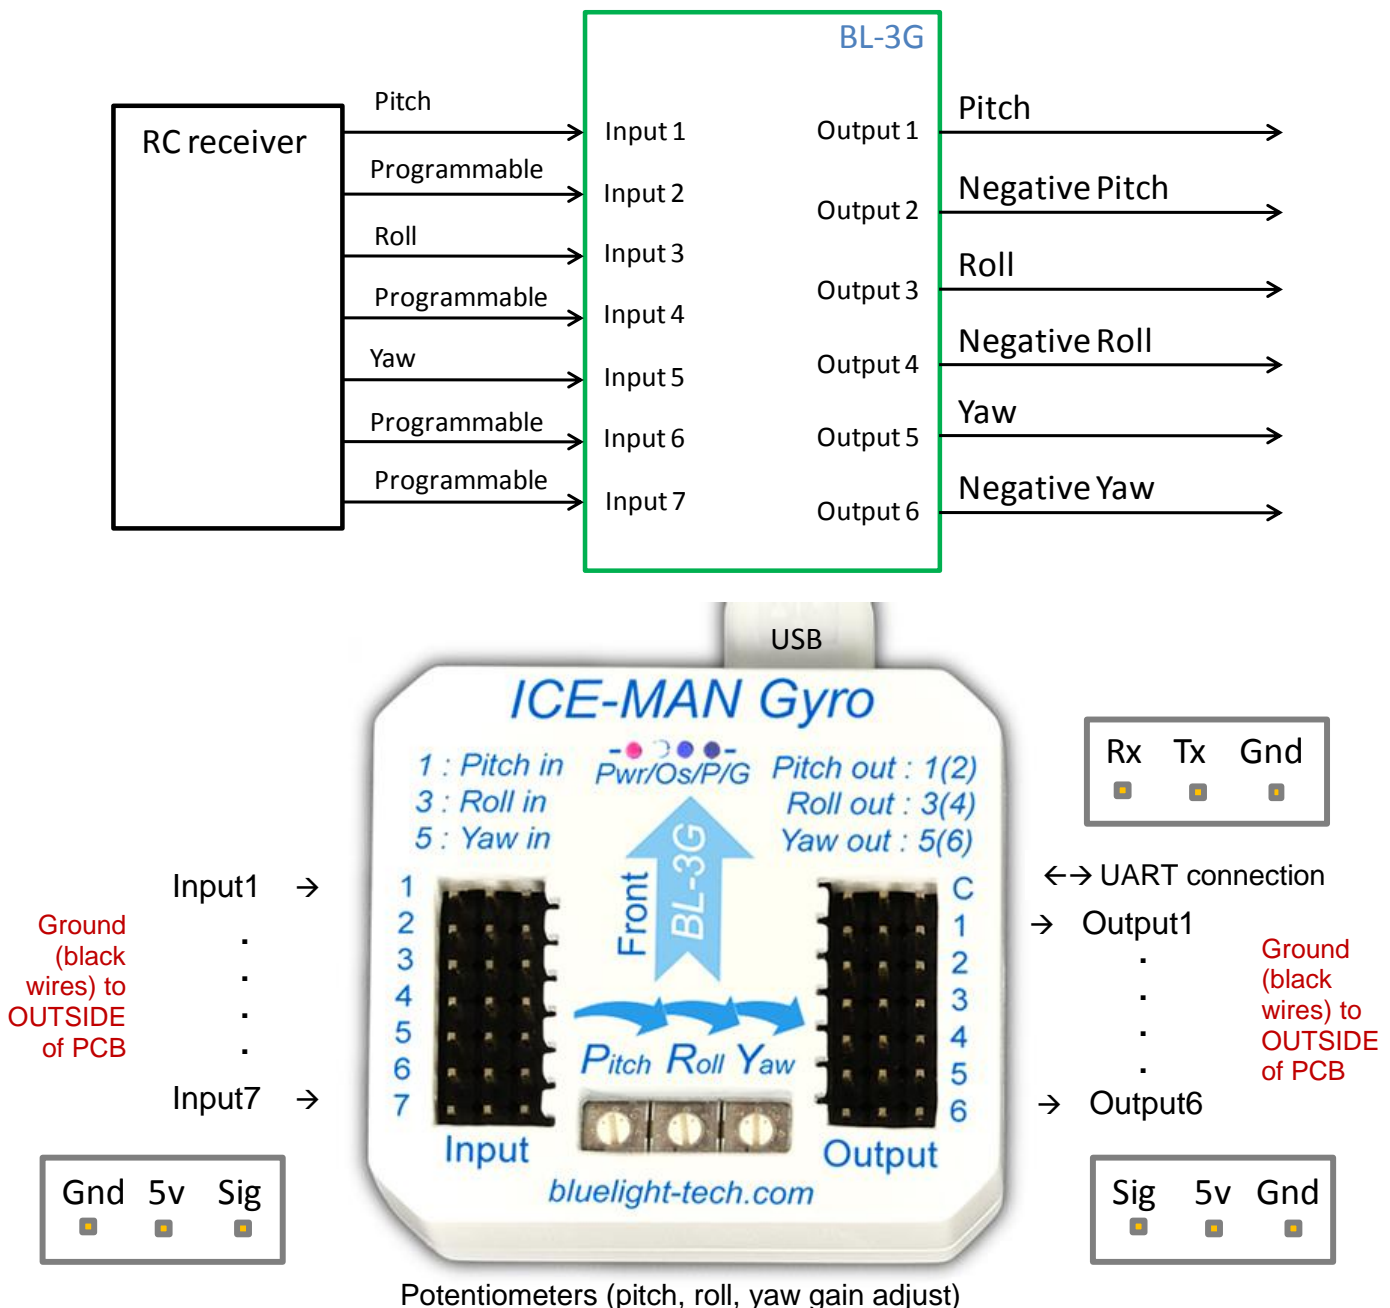 BL-3G
RC receiver
Pitch
Programmable
Roll
Programmable
Yaw
Programmable
Programmable
Input 1
Input 2
Input 3
Input 4
Input 5
Input 6
Input 7
Output 1
Output 2
Output 3
Output 4
Output 5
Output 6
Pitch
Negative Pitch
Roll
Negative Roll
Yaw
Negative Yaw
USB
ICE-MAN Gyro
1 : Pitch in
3 : Roll in
5 : Yaw in
Pwr/Os/P/G
Pitch out : 1(2)
Roll out : 3(4)
Yaw out : 5(6)
Front
BL-3G
1
2
3
4
5
6
7
C
1
2
3
4
5
6
Pitch Roll Yaw
Input
Output
bluelight-tech.com
Input1 →
Ground
(black
wires) to
OUTSIDE
of PCB
Input7 →
Gnd 5v Sig
Rx Tx Gnd
←→ UART connection
→ Output1
Ground
(black
wires) to
OUTSIDE
of PCB
→ Output6
Sig 5v Gnd
Potentiometers (pitch, roll, yaw gain adjust)